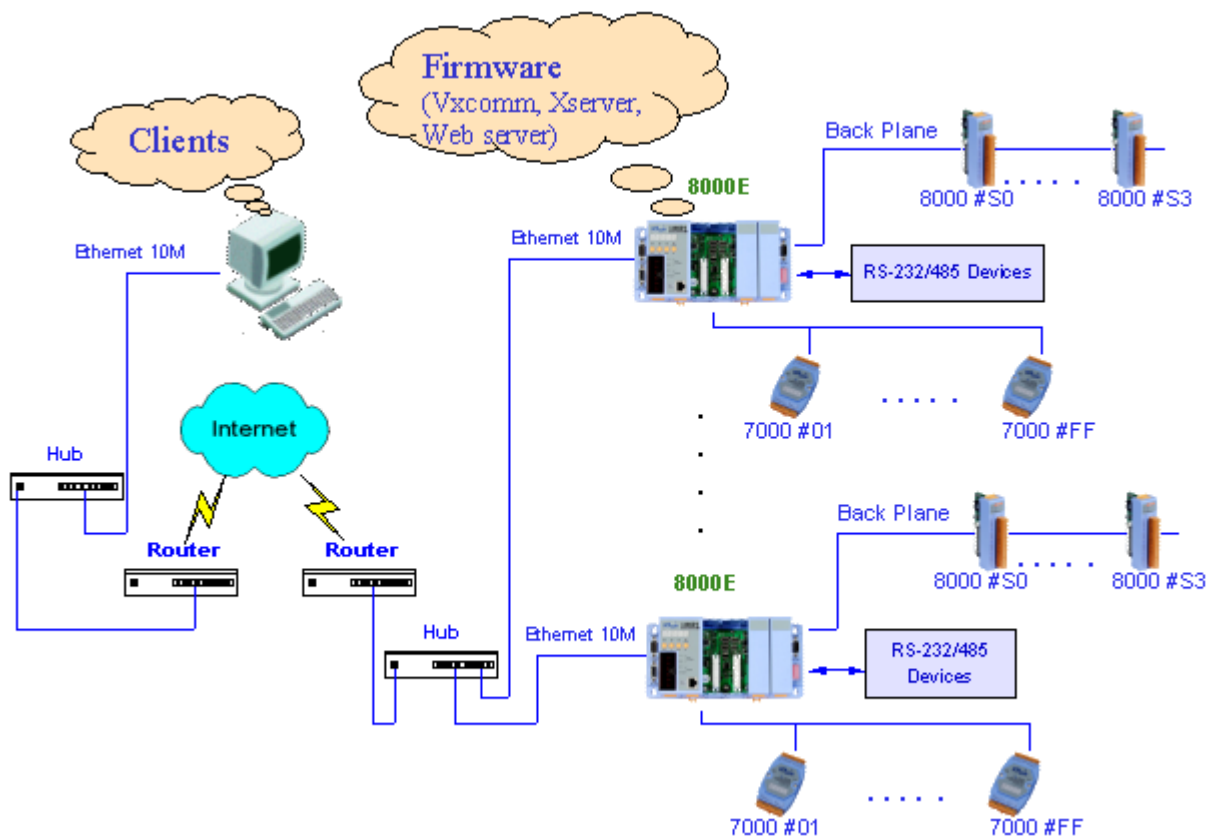 Firmware
(Vxcomm, Xserver,
Web server)
Clients
8000E
Back Plane
8000 #S0
8000 #S3
Ethernet 10M
Ethernet 10M
RS-232/485 Devices
7000 #01
7000 #FF
Internet
Hub
Router
Router
Back Plane
8000 #S0
8000 #S3
8000E
Hub
Ethernet 10M
RS-232/485
Devices
7000 #01
7000 #FF